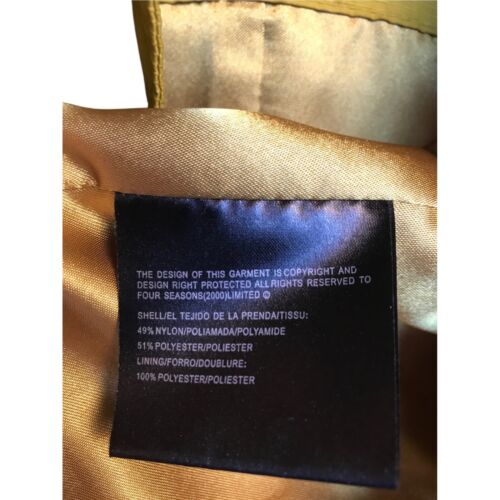 THE DESIGN OF THIS GARMENT IS COPYRIGHT AND
DESIGN RIGHT PROTECTED ALL RIGHTS RESERVED TO
FOUR SEASONS(2000)LIMITED ©
SHELL/EL TEJIDO DE LA PRENDA/TISSU:
49%NYLON/POLIAMADA/POLYAMIDE
51%POLYESTER/POLIESTER
LINING/FORRO/DOUBLURE:
100%POLYESTER/POLIESTER